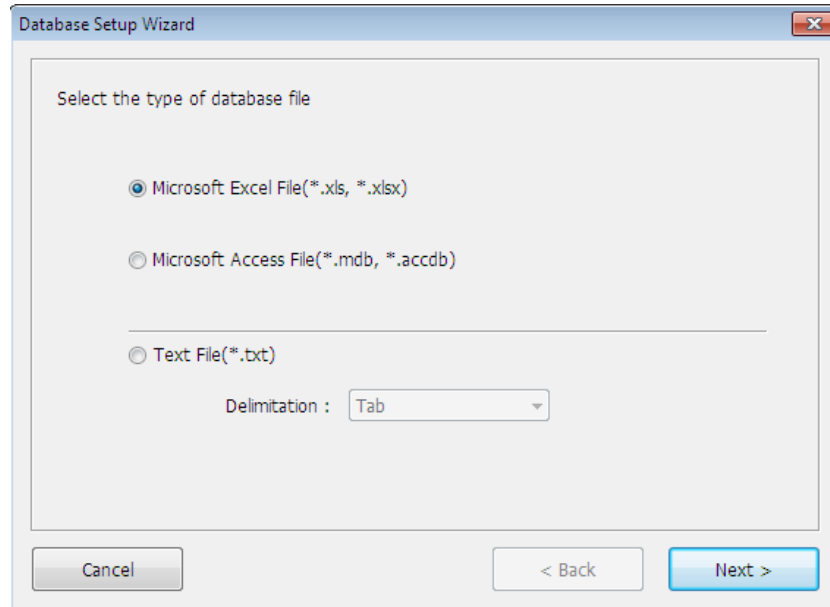 Database Setup Wizard
Select the type of database file
Microsoft Excel File(*.xls, *.xlsx)
Microsoft Access File(*.mdb, *.accdb)
Text File(*.txt)
Delimitation : Tab
Cancel < Back Next >